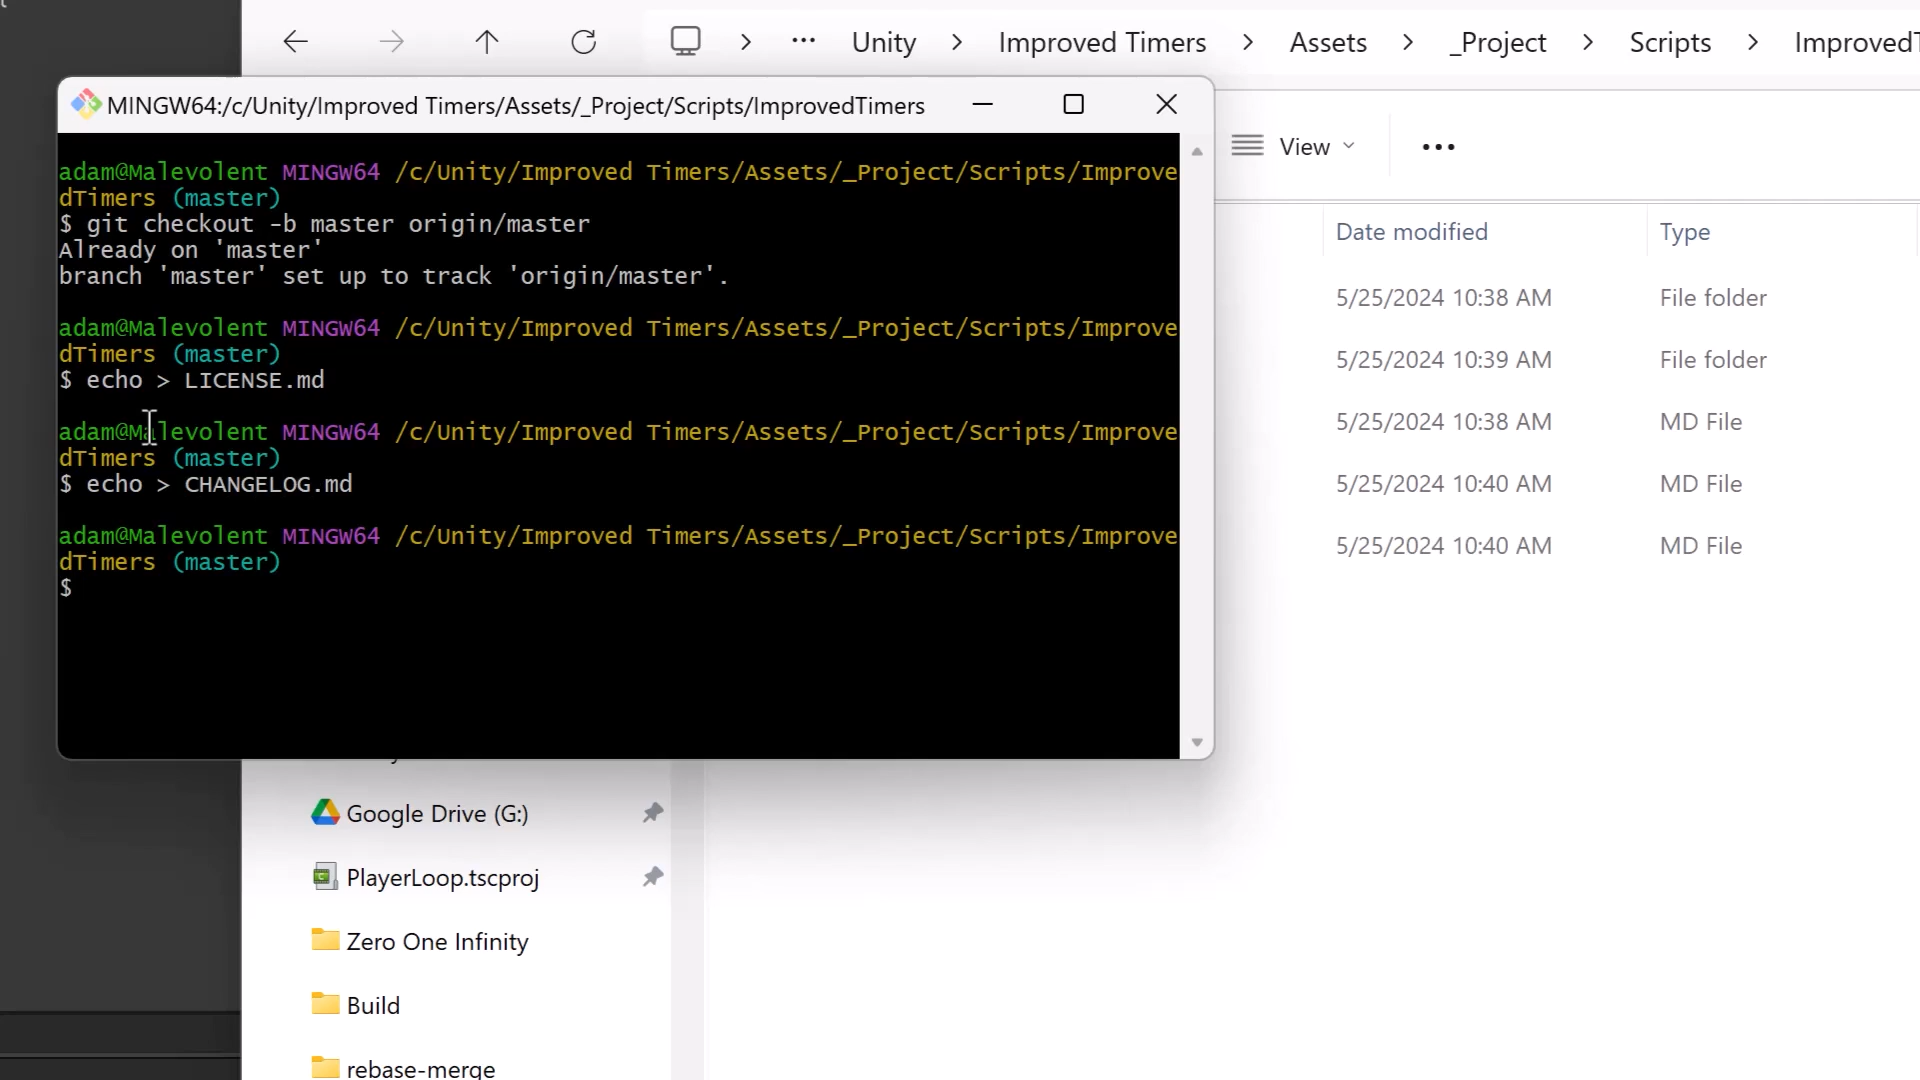 Unity > Improved Timers > Assets > _Project > Scripts > Improved
MINGW64:/c/Unity/Improved Timers/Assets/_Project/Scripts/ImprovedTimers
adam@Malevolent MINGW64 /c/Unity/Improved Timers/Assets/_Project/Scripts/Improve
dTimers (master)
$ git checkout -b master origin/master
Already on 'master'
branch 'master' set up to track 'origin/master'.
adam@Malevolent MINGW64 /c/Unity/Improved Timers/Assets/_Project/Scripts/Improve
dTimers (master)
$ echo > LICENSE.md
adam@Malevolent MINGW64 /c/Unity/Improved Timers/Assets/_Project/Scripts/Improve
dTimers (master)
$ echo > CHANGELOG.md
adam@Malevolent MINGW64 /c/Unity/Improved Timers/Assets/_Project/Scripts/Improve
dTimers (master)
$
View
Date modified Type
5/25/2024 10:38 AM File folder
5/25/2024 10:39 AM File folder
5/25/2024 10:38 AM MD File
5/25/2024 10:40 AM MD File
5/25/2024 10:40 AM MD File
Google Drive (G:)
PlayerLoop.tscproj
Zero One Infinity
Build
rebase-merge